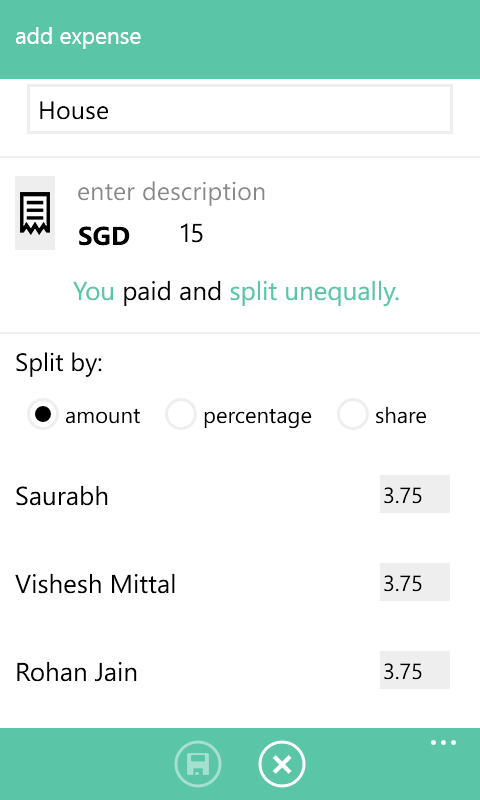 add expense
House
enter description
SGD 15
You paid and split unequally.
Split by:
amount percentage share
Saurabh 3.75
Vishesh Mittal 3.75
Rohan Jain 3.75